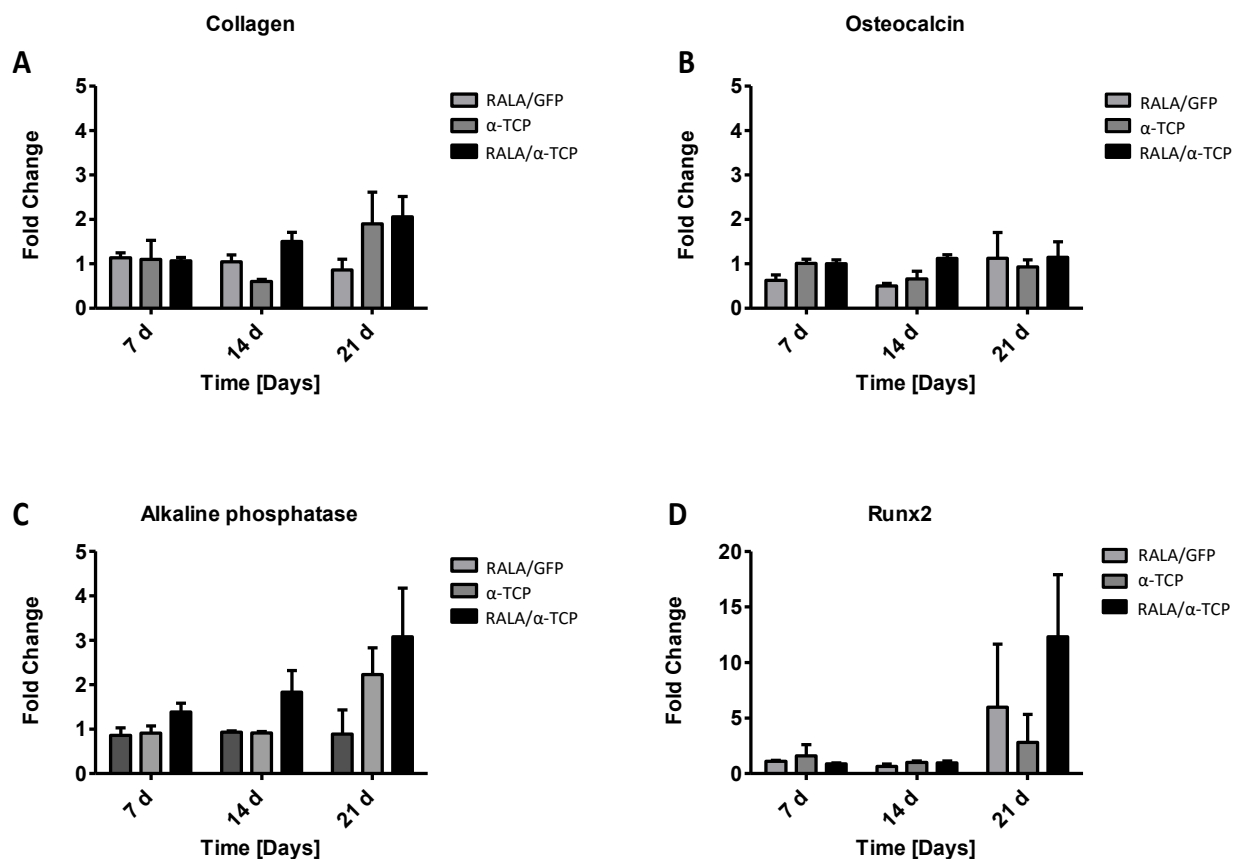 Collagen
A
5
4
3
2
1
0
Fold Change
7 d
14 d
21 d
Time [Days]
RALA/GFP
α-TCP
RALA/α-TCP
Osteocalcin
B
5
4
3
2
1
0
Fold Change
7 d
14 d
21 d
Time [Days]
RALA/GFP
α-TCP
RALA/α-TCP
Alkaline phosphatase
C
5
4
3
2
1
0
Fold Change
7 d
14 d
21 d
Time [Days]
RALA/GFP
α-TCP
RALA/α-TCP
Runx2
D
20
15
10
5
0
Fold Change
7 d
14 d
21 d
Time [Days]
RALA/GFP
α-TCP
RALA/α-TCP